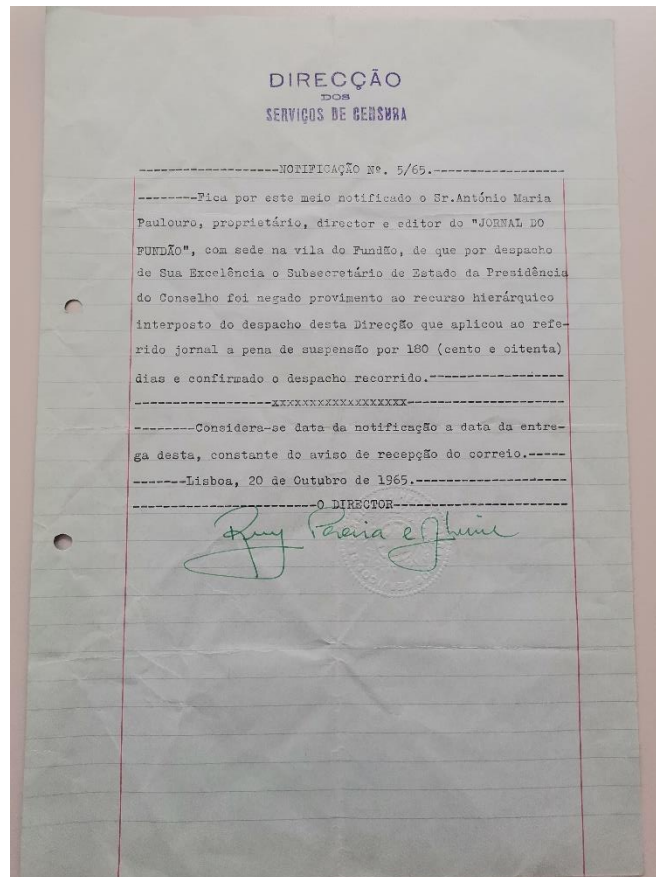 DIRECÇÃO
DOS
SERVIÇOS DE CENSURA
--------------------NOTIFICAÇÃO Nº. 5/65.-------------------
--------Fica por este meio notificado o Sr.António Maria
Paulouro, proprietário, director e editor do "JORNAL DO
FUNDÃO", com sede na vila do Fundão, de que por despacho
de Sua Excelência o Subsecretário de Estado da Presidência
do Conselho foi negado provimento ao recurso hierárquico
interposto do despacho desta Direcção que aplicou ao refe-
rido jornal a pena de suspensão por 180 (cento e oitenta)
dias e confirmado o despacho recorrido.--------------------
--------------------xxxxxxxxxxxxxxxxxxx-----------------------
--------Considera-se data da notificação a data da entre-
ga desta, constante do aviso de recepção do correio.-----
-------Lisboa, 20 de Outubro de 1965.----------------------
--------------------------O DIRECTOR-------------------------
Pereira e